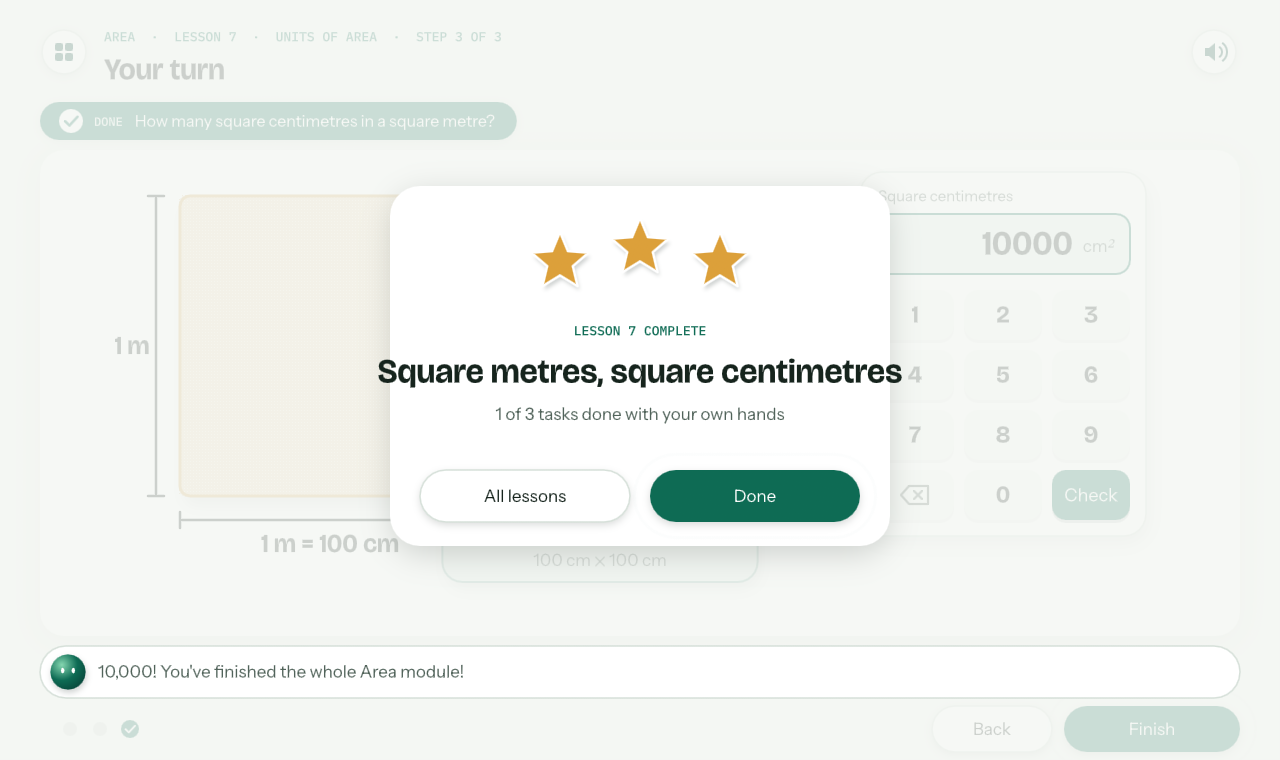 AREA · LESSON 7 · UNITS OF AREA · STEP 3 OF 3
Your turn
DONE How many square centimetres in a square metre?
1 m
1 m = 100 cm
100 cm × 100 cm
Square centimetres
10000 cm²
1 2 3
4 5 6
7 8 9
0 Check
LESSON 7 COMPLETE
Square metres, square centimetres
1 of 3 tasks done with your own hands
All lessons Done
10,000! You've finished the whole Area module!
Back Finish